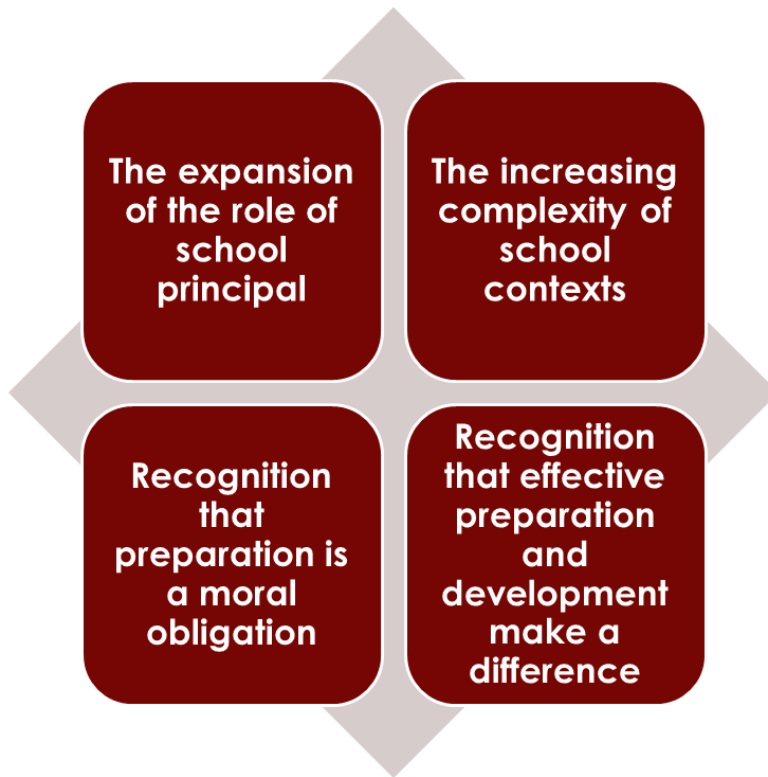 The expansion
of the role of
school
principal
The increasing
complexity of
school
contexts
Recognition
that
preparation is
a moral
obligation
Recognition
that effective
preparation
and
development
make a
difference